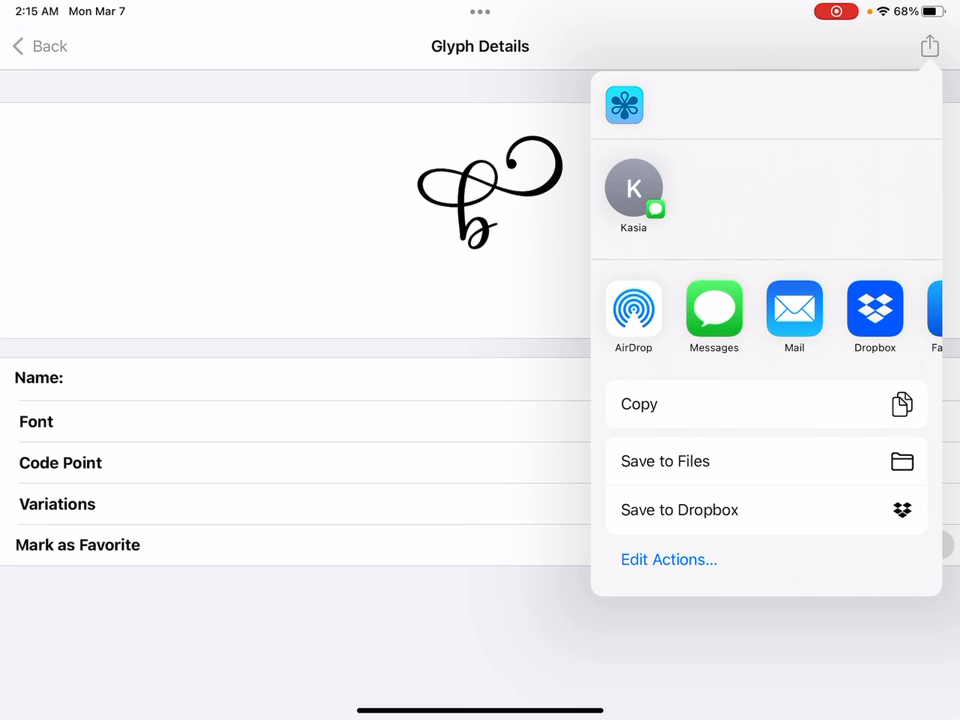 2:15 AM Mon Mar 7
68%
Back
Glyph Details
b
K
Kasia
AirDrop
Messages
Mail
Dropbox
Fa
Name:
Font
Code Point
Variations
Mark as Favorite
Copy
Save to Files
Save to Dropbox
Edit Actions...